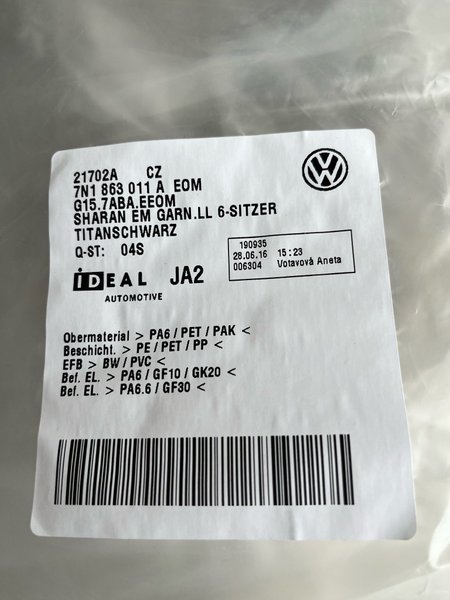 21702A CZ
7N1 863 011 A EOM
G15.7ABA.EEOM
SHARAN EM GARN.LL 6-SITZER
TITANSCHWARZ
Q-ST: 04S
190935
28.06.16 15:23
006304 Votavová Aneta
iDEAL JA2
AUTOMOTIVE
Obermaterial > PA6 / PET / PAK <
Beschicht. > PE / PET / PP <
EFB > BW / PVC <
Bef. EL. > PA6 / GF10 / GK20 <
Bef. EL. > PA6.6 / GF30 <